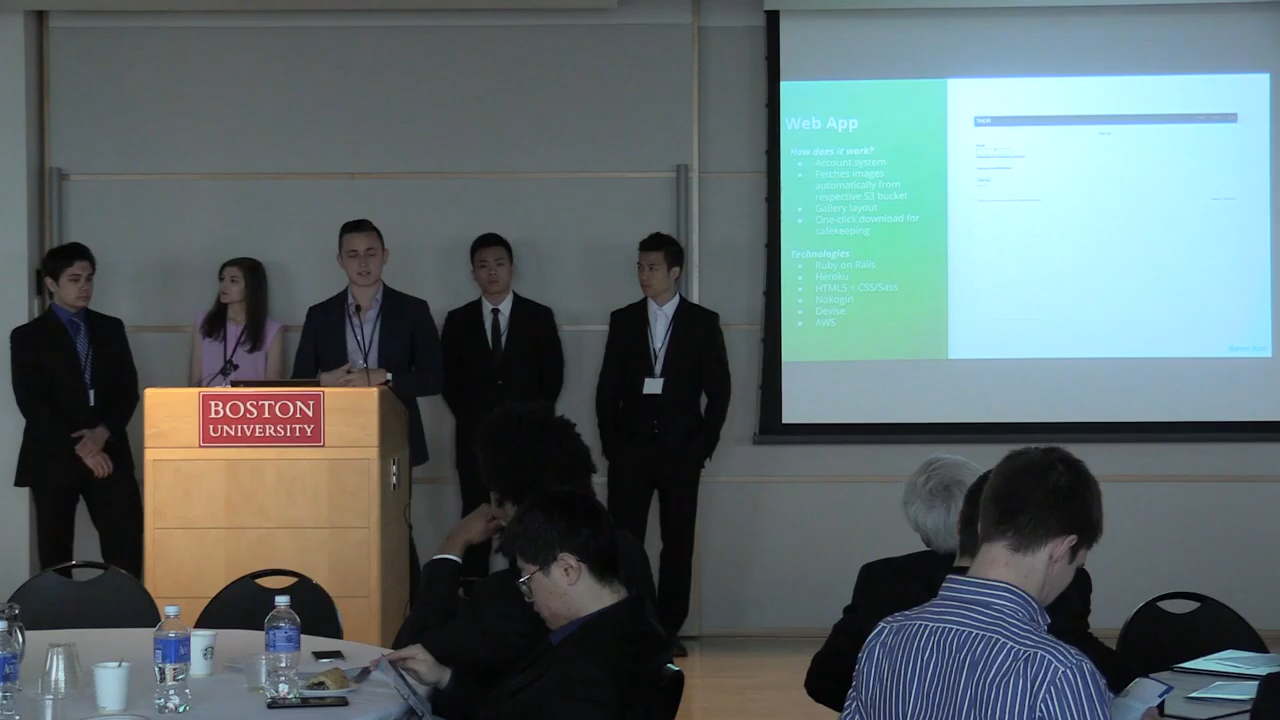 BOSTON
UNIVERSITY
Web App
How does it work?
Account system
Fetches images
automatically from
respective S3 bucket
Gallery layout
One-click download for
safekeeping
Technologies
Ruby on Rails
Heroku
HTML5 + CSS/Sass
Nokogiri
Devise
AWS